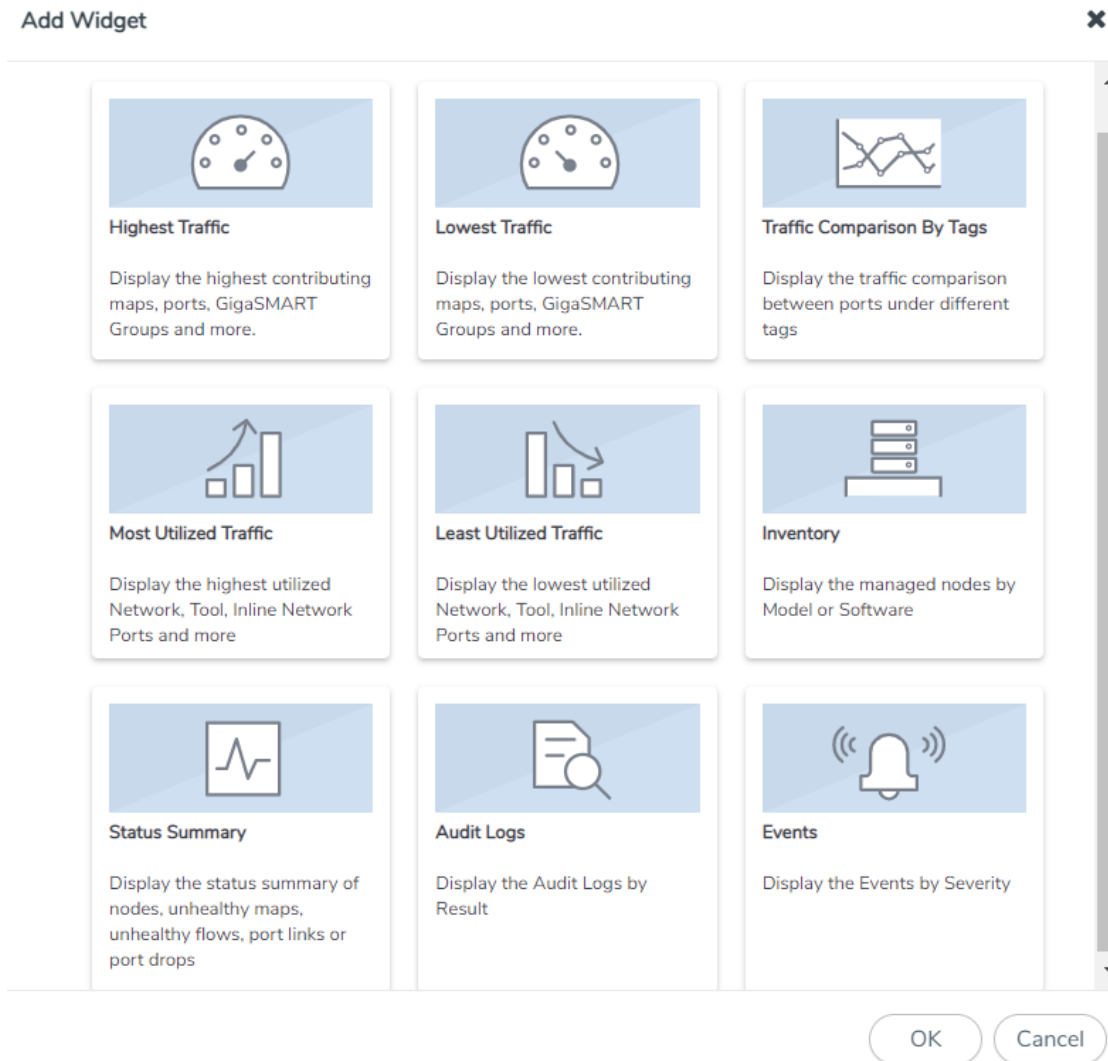 Add Widget
Highest Traffic
Display the highest contributing
maps, ports, GigaSMART
Groups and more.
Lowest Traffic
Display the lowest contributing
maps, ports, GigaSMART
Groups and more.
Traffic Comparison By Tags
Display the traffic comparison
between ports under different
tags
Most Utilized Traffic
Display the highest utilized
Network, Tool, Inline Network
Ports and more
Least Utilized Traffic
Display the lowest utilized
Network, Tool, Inline Network
Ports and more
Inventory
Display the managed nodes by
Model or Software
Status Summary
Display the status summary of
nodes, unhealthy maps,
unhealthy flows, port links or
port drops
Audit Logs
Display the Audit Logs by
Result
Events
Display the Events by Severity
OK
Cancel